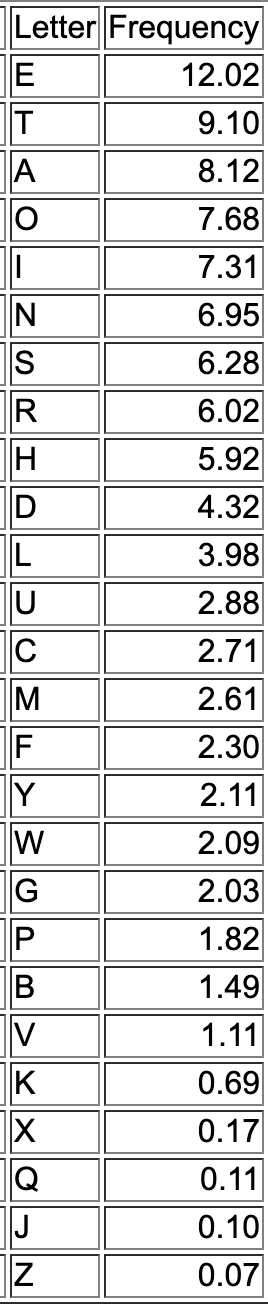 Letter Frequency
E 12.02
T 9.10
A 8.12
O 7.68
I 7.31
N 6.95
S 6.28
R 6.02
H 5.92
D 4.32
L 3.98
U 2.88
C 2.71
M 2.61
F 2.30
Y 2.11
W 2.09
G 2.03
P 1.82
B 1.49
V 1.11
K 0.69
X 0.17
Q 0.11
J 0.10
Z 0.07